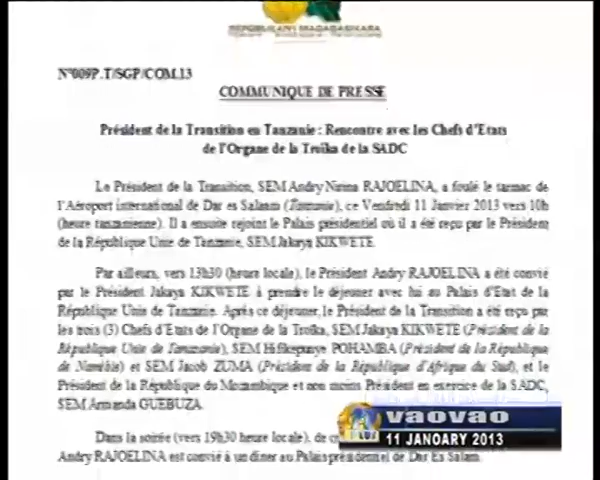 REPOBLIKAN'I MADAGASIKARA
N°009P.T/SGP/COM.13
COMMUNIQUE DE PRESSE
Président de la Transition en Tanzanie : Rencontre avec les Chefs d'Etats
de l'Organe de la Troïka de la SADC
Le Président de la Transition, SEM Andry Nirina RAJOELINA, a foulé le tarmac de
l'Aéroport international de Dar es Salam (Tanzanie), ce Vendredi 11 Janvier 2013 vers 10h
(heure tanzanienne). Il a ensuite rejoint le Palais présidentiel où il a été reçu par le Président
de la République Unie de Tanzanie, SEM Jakaya KIKWETE.
Par ailleurs, vers 13h30 (heure locale), le Président Andry RAJOELINA a été convié
par le Président Jakaya KIKWETE à prendre le déjeuner avec lui au Palais d'Etat de la
République Unie de Tanzanie. Après ce déjeuner, le Président de la Transition a été reçu par
les trois (3) Chefs d'Etats de l'Organe de la Troïka, SEM Jakaya KIKWETE (Président de la
République Unie de Tanzanie), SEM Hifikepunye POHAMBA (Président de la République
de Namibie) et SEM Jacob ZUMA (Président de la République d'Afrique du Sud), et le
Président de la République du Mozambique et non moins Président en exercice de la SADC,
SEM Armanda GUEBUZA.
Dans la soirée (vers 19h30 heure locale), de
Andry RAJOELINA est convié à un dîner au Palais présidentiel de Dar Es Salam.
PLUS
vaovao
11 JANOARY 2013